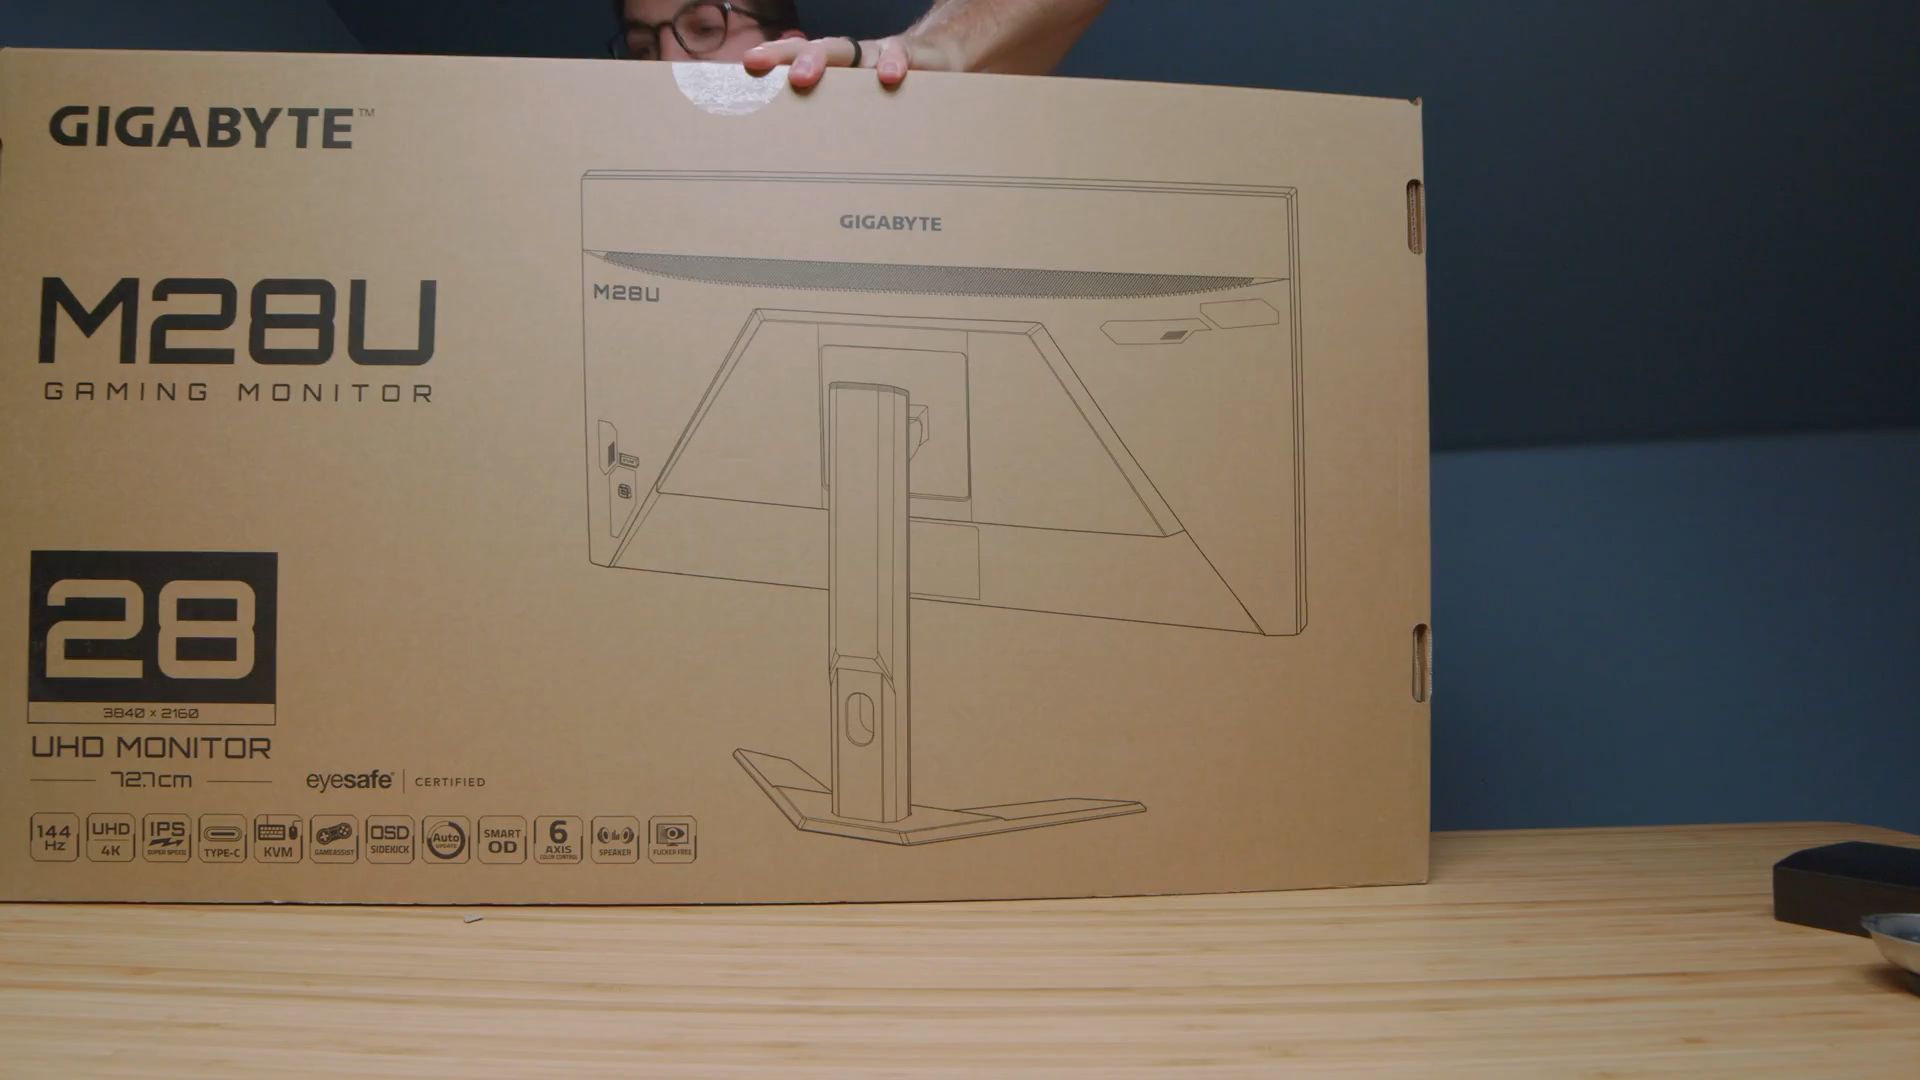 GIGABYTE™
GIGABYTE
M28U
M28U
GAMING MONITOR
28
3840 x 2160
UHD MONITOR
72.7cm
eyesafe® | CERTIFIED
144 Hz
UHD 4K
IPS SUPER SPEED
TYPE-C
KVM
GAMEASSIST
OSD SIDEKICK
Auto UPDATE
SMART OD
6 AXIS COLOR CONTROL
SPEAKER
FLICKER FREE